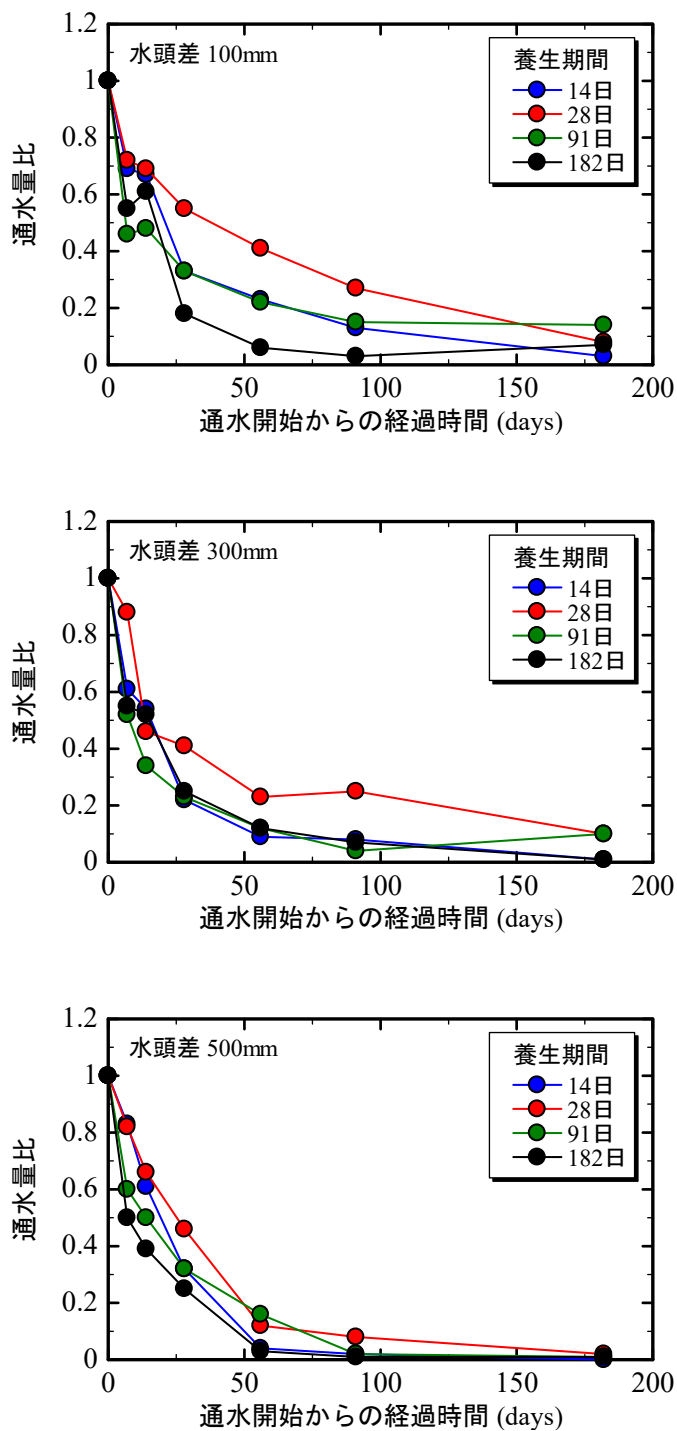 1.2
水頭差 100mm
養生期間
14日
28日
91日
182日
1
0.8
0.6
0.4
0.2
0
通水量比
0 50 100 150 200
通水開始からの経過時間 (days)
1.2
水頭差 300mm
養生期間
14日
28日
91日
182日
1
0.8
0.6
0.4
0.2
0
通水量比
0 50 100 150 200
通水開始からの経過時間 (days)
1.2
水頭差 500mm
養生期間
14日
28日
91日
182日
1
0.8
0.6
0.4
0.2
0
通水量比
0 50 100 150 200
通水開始からの経過時間 (days)